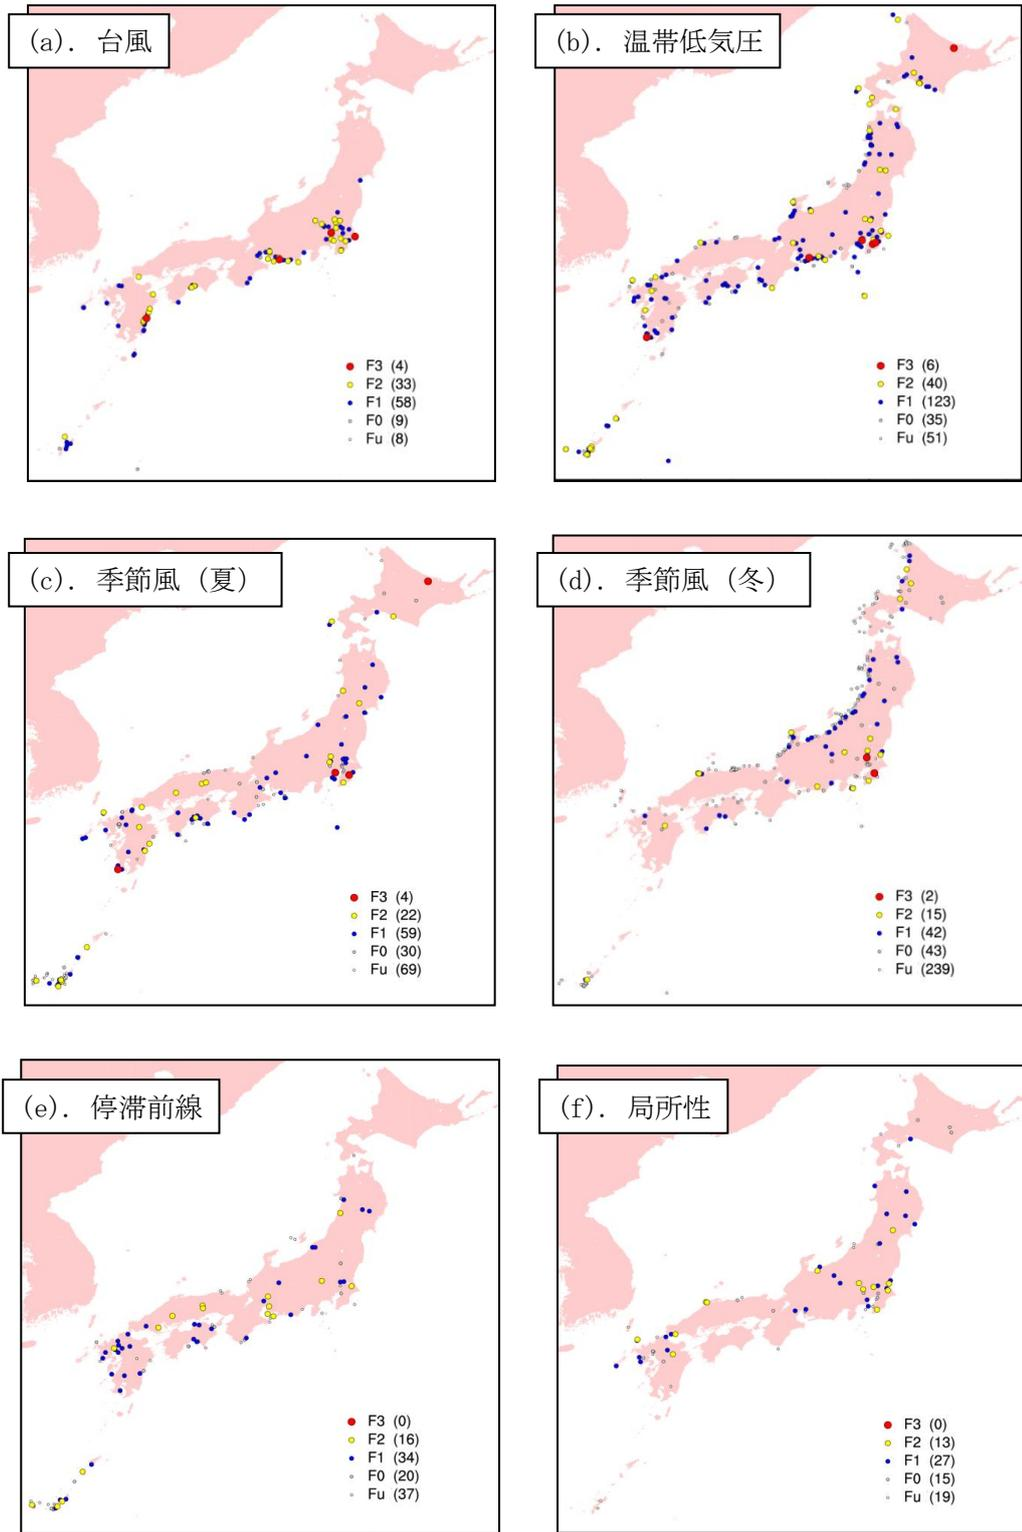 (a). 台風
F3 (4)
F2 (33)
F1 (58)
F0 (9)
Fu (8)
(b). 温帯低気圧
F3 (6)
F2 (40)
F1 (123)
F0 (35)
Fu (51)
(c). 季節風（夏）
F3 (4)
F2 (22)
F1 (59)
F0 (30)
Fu (69)
(d). 季節風（冬）
F3 (2)
F2 (15)
F1 (42)
F0 (43)
Fu (239)
(e). 停滞前線
F3 (0)
F2 (16)
F1 (34)
F0 (20)
Fu (37)
(f). 局所性
F3 (0)
F2 (13)
F1 (27)
F0 (15)
Fu (19)